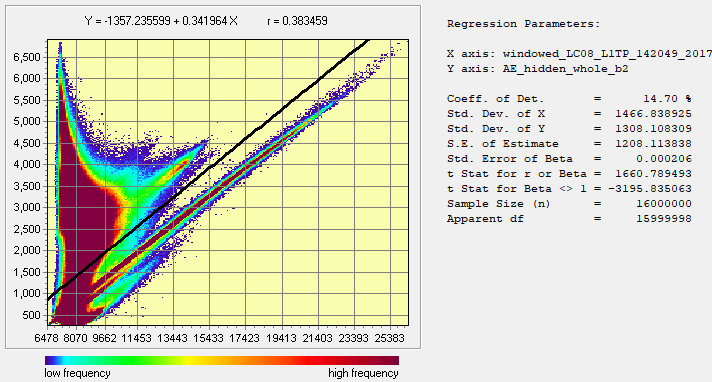 Y = -1357.235599 + 0.341964 X r = 0.383459
6,500
6,000
5,500
5,000
4,500
4,000
3,500
3,000
2,500
2,000
1,500
1,000
500
6478 8070 9662 11453 13443 15433 17423 19413 21403 23393 25383
low frequency high frequency
Regression Parameters:
X axis: windowed_LC08_L1TP_142049_2017
Y axis: AE_hidden_whole_b2
Coeff. of Det. = 14.70 %
Std. Dev. of X = 1466.838925
Std. Dev. of Y = 1308.108309
S.E. of Estimate = 1208.113838
Std. Error of Beta = 0.000206
t Stat for r or Beta = 1660.789493
t Stat for Beta <> 1 = -3195.835063
Sample Size (n) = 16000000
Apparent df = 15999998